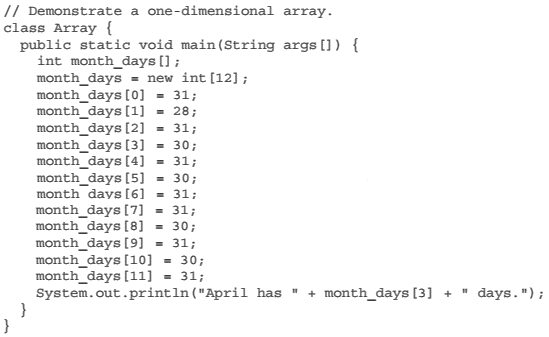 // Demonstrate a one-dimensional array.
class Array {
  public static void main(String args[]) {
    int month_days[];
    month_days = new int[12];
    month_days[0] = 31;
    month_days[1] = 28;
    month_days[2] = 31;
    month_days[3] = 30;
    month_days[4] = 31;
    month_days[5] = 30;
    month_days[6] = 31;
    month_days[7] = 31;
    month_days[8] = 30;
    month_days[9] = 31;
    month_days[10] = 30;
    month_days[11] = 31;
    System.out.println("April has " + month_days[3] + " days.");
  }
}